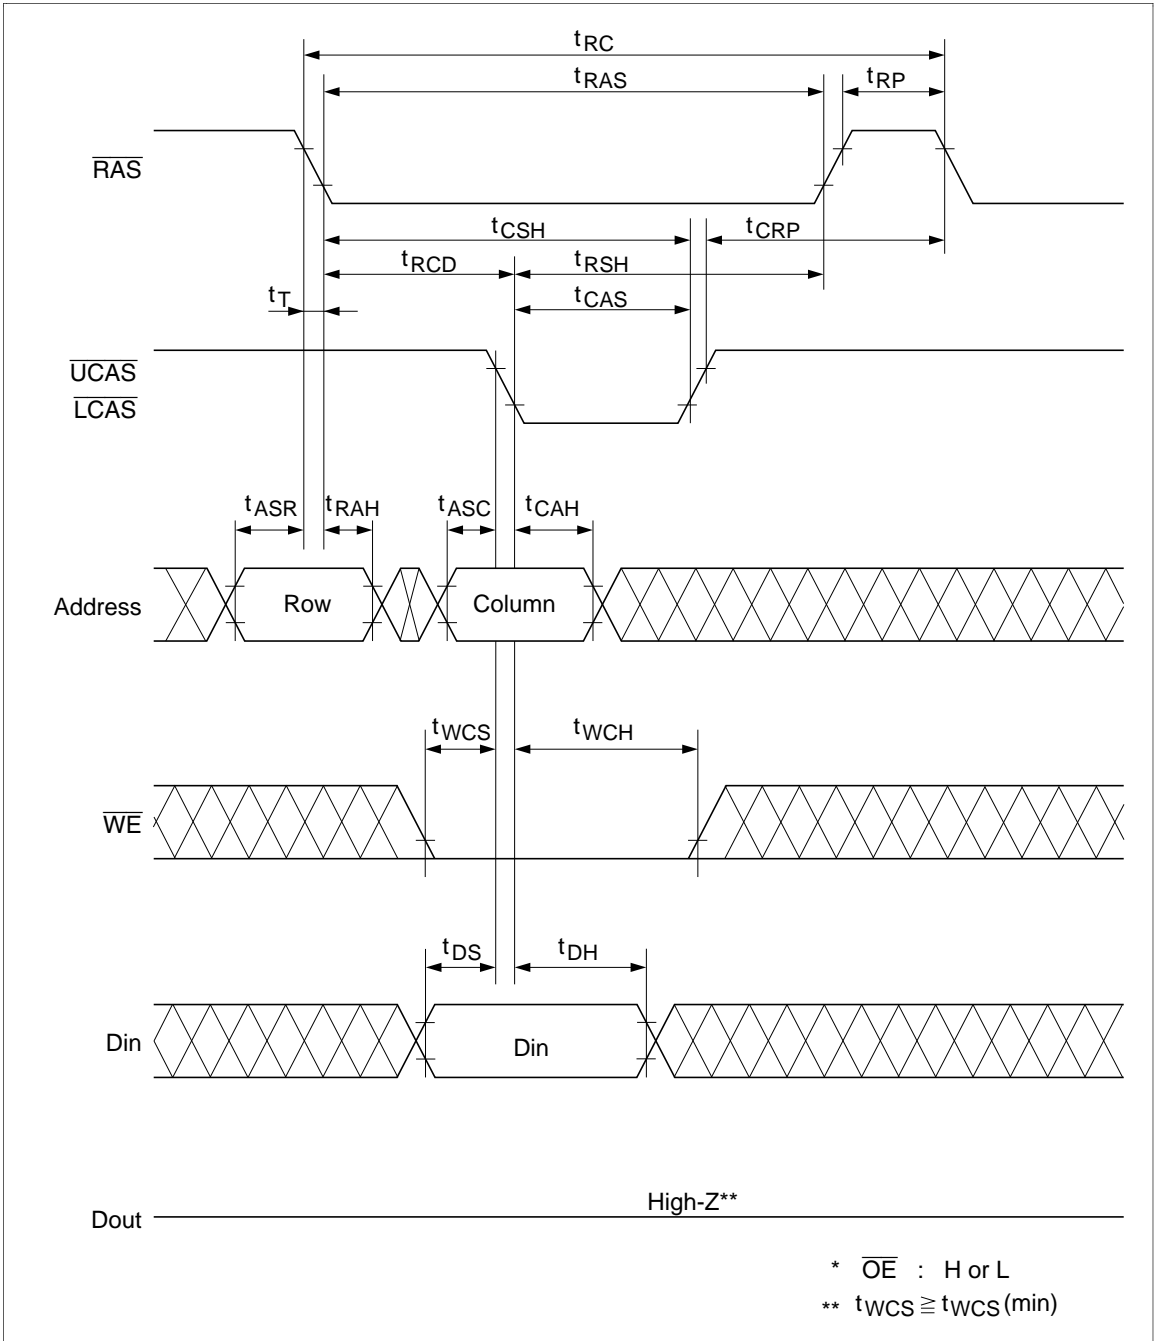 tRC
tRAS
tRP
RAS
tCSH
tCRP
tRCD
tRSH
tT
tCAS
UCAS
LCAS
tASR
tRAH
tASC
tCAH
Address
Row
Column
tWCS
tWCH
WE
tDS
tDH
Din
Din
High-Z**
Dout
* OE : H or L
** tWCS ≧ tWCS (min)